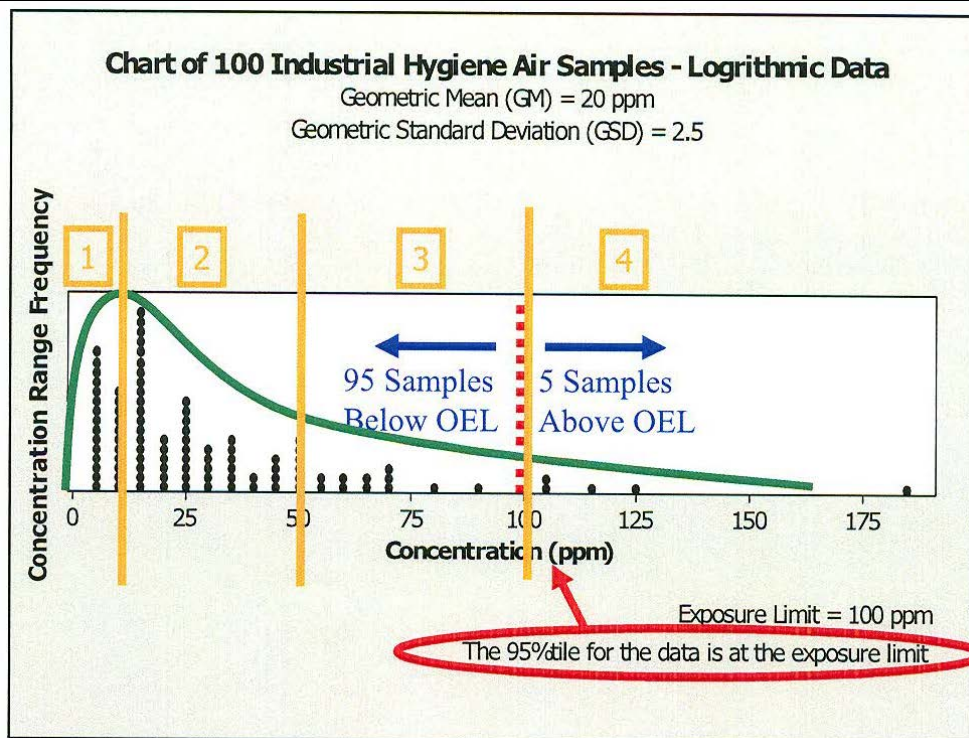 Chart of 100 Industrial Hygiene Air Samples - Logrithmic Data
Geometric Mean (GM) = 20 ppm
Geometric Standard Deviation (GSD) = 2.5
Concentration Range Frequency
1 2 3 4
95 Samples
Below OEL
5 Samples
Above OEL
0 25 50 75 100 125 150 175
Concentration (ppm)
Exposure Limit = 100 ppm
The 95%tile for the data is at the exposure limit